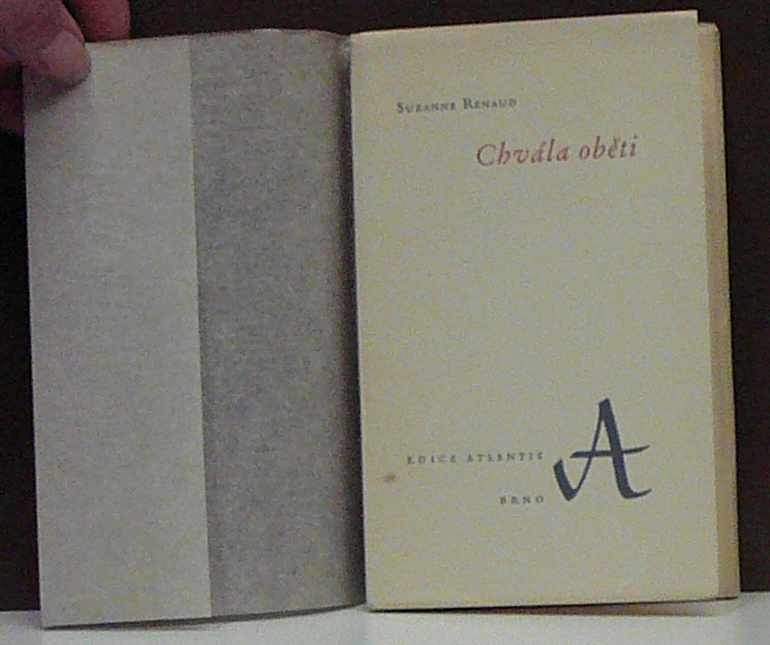 Suzanne Renaud
Chvála oběti
EDICE ATLANTIS
BRNO
A